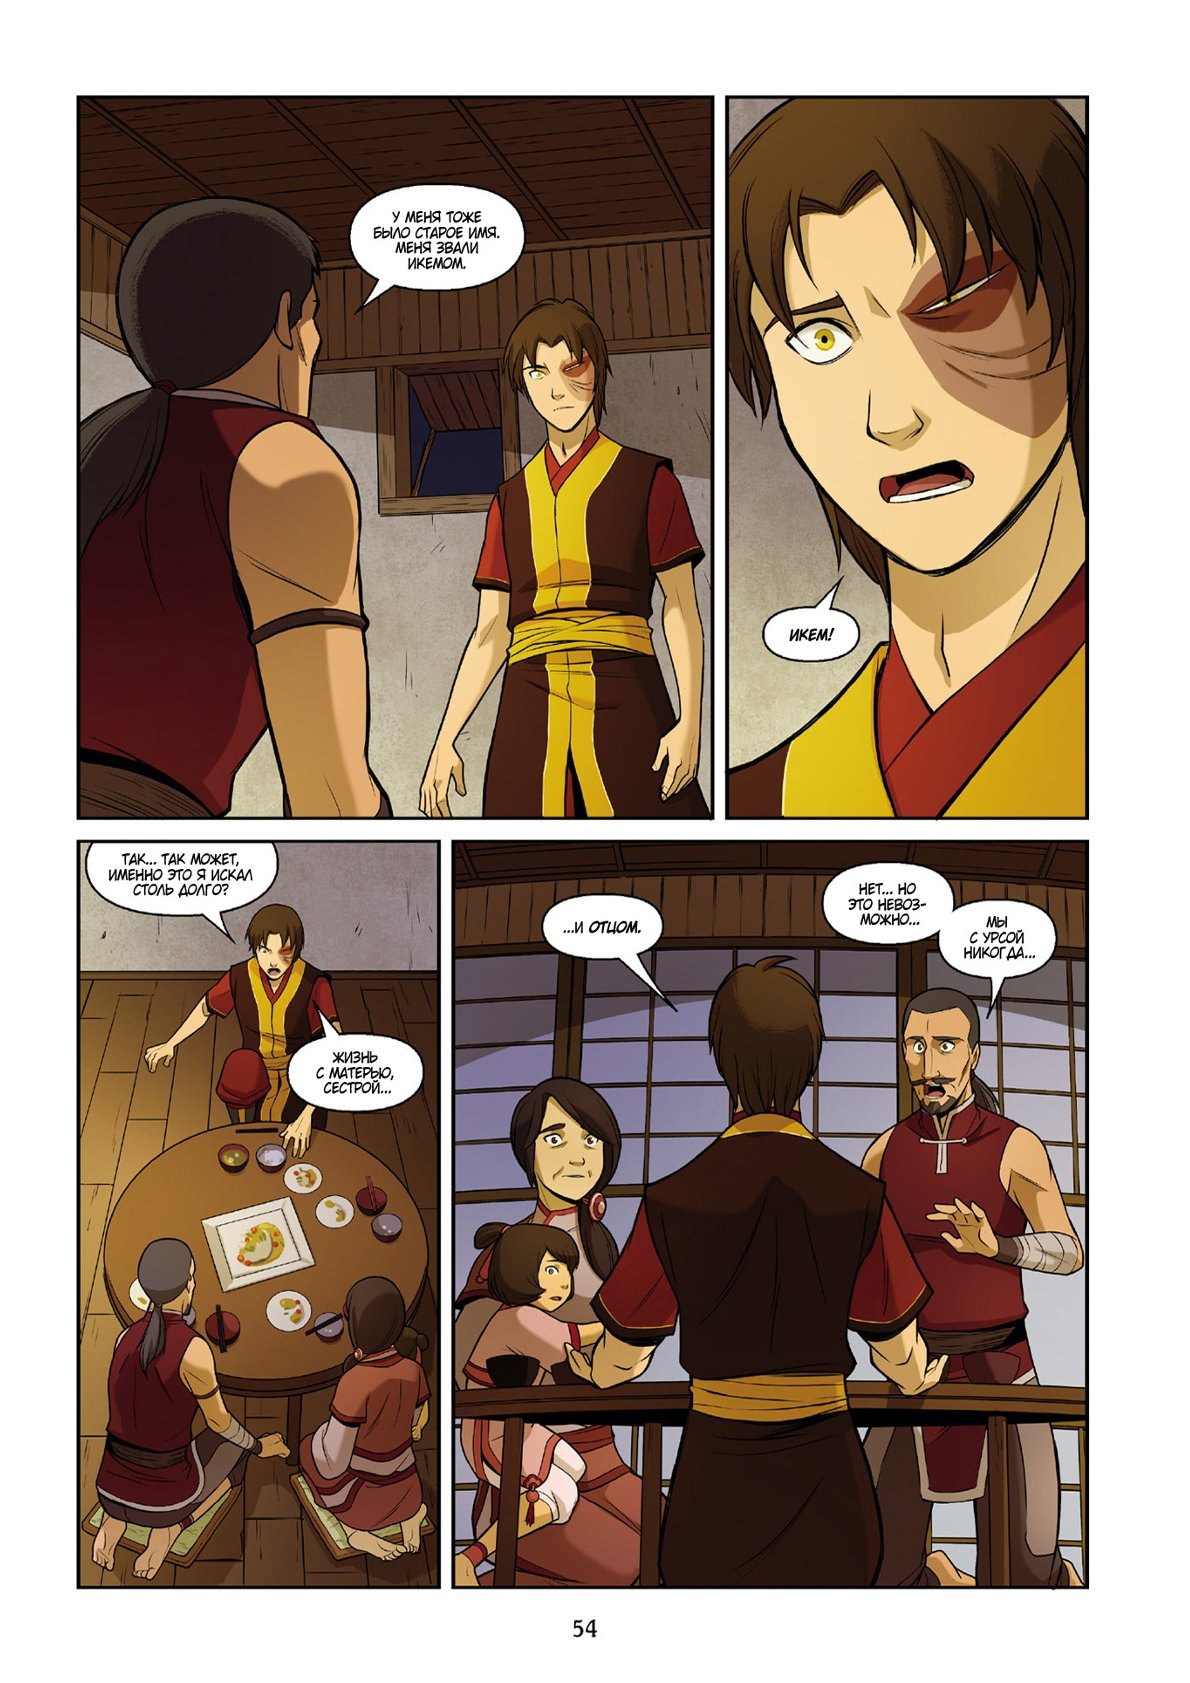 У МЕНЯ ТОЖЕ
БЫЛО СТАРОЕ ИМЯ.
МЕНЯ ЗВАЛИ
ИКЕМОМ.
ИКЕМ!
ТАК... ТАК МОЖЕТ,
ИМЕННО ЭТО Я ИСКАЛ
СТОЛЬ ДОЛГО?
ЖИЗНЬ
С МАТЕРЬЮ,
СЕСТРОЙ...
...И ОТЦОМ.
НЕТ... НО
ЭТО НЕВОЗ-
МОЖНО...
МЫ
С УРСОЙ
НИКОГДА...
54